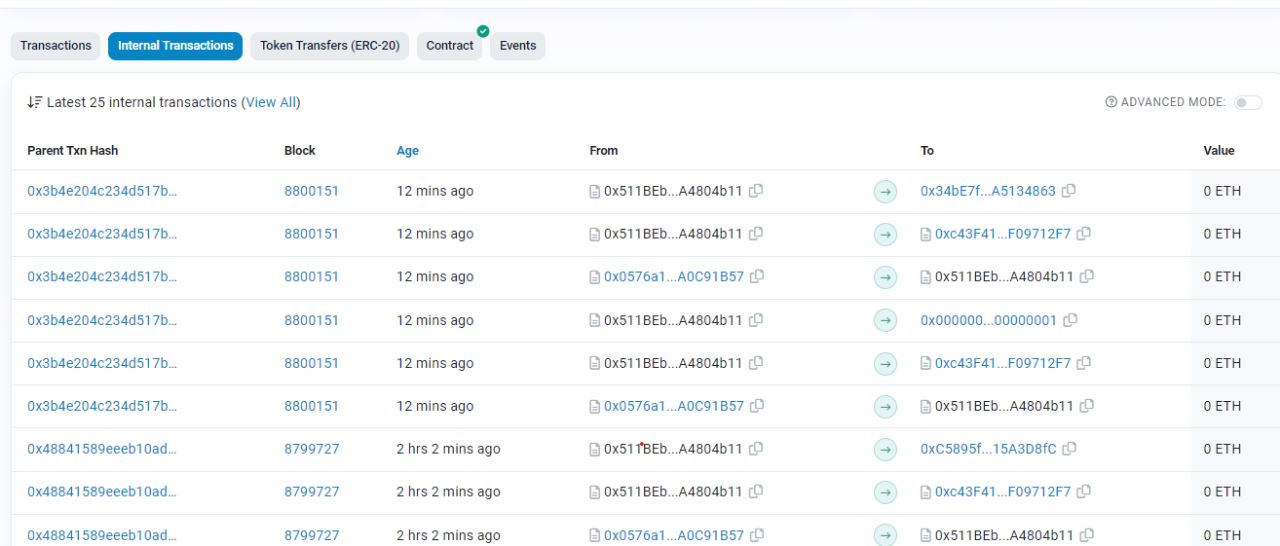 Transactions Internal Transactions Token Transfers (ERC-20) Contract Events
Latest 25 internal transactions (View All) ADVANCED MODE:
Parent Txn Hash Block Age From To Value
0x3b4e204c234d517b... 8800151 12 mins ago 0x511BEb...A4804b11 0x34bE7f...A5134863 0 ETH
0x3b4e204c234d517b... 8800151 12 mins ago 0x511BEb...A4804b11 0xc43F41...F09712F7 0 ETH
0x3b4e204c234d517b... 8800151 12 mins ago 0x0576a1...A0C91B57 0x511BEb...A4804b11 0 ETH
0x3b4e204c234d517b... 8800151 12 mins ago 0x511BEb...A4804b11 0x000000...00000001 0 ETH
0x3b4e204c234d517b... 8800151 12 mins ago 0x511BEb...A4804b11 0xc43F41...F09712F7 0 ETH
0x3b4e204c234d517b... 8800151 12 mins ago 0x0576a1...A0C91B57 0x511BEb...A4804b11 0 ETH
0x48841589eeeb10ad... 8799727 2 hrs 2 mins ago 0x511BEb...A4804b11 0xC5895f...15A3D8fC 0 ETH
0x48841589eeeb10ad... 8799727 2 hrs 2 mins ago 0x511BEb...A4804b11 0xc43F41...F09712F7 0 ETH
0x48841589eeeb10ad... 8799727 2 hrs 2 mins ago 0x0576a1...A0C91B57 0x511BEb...A4804b11 0 ETH